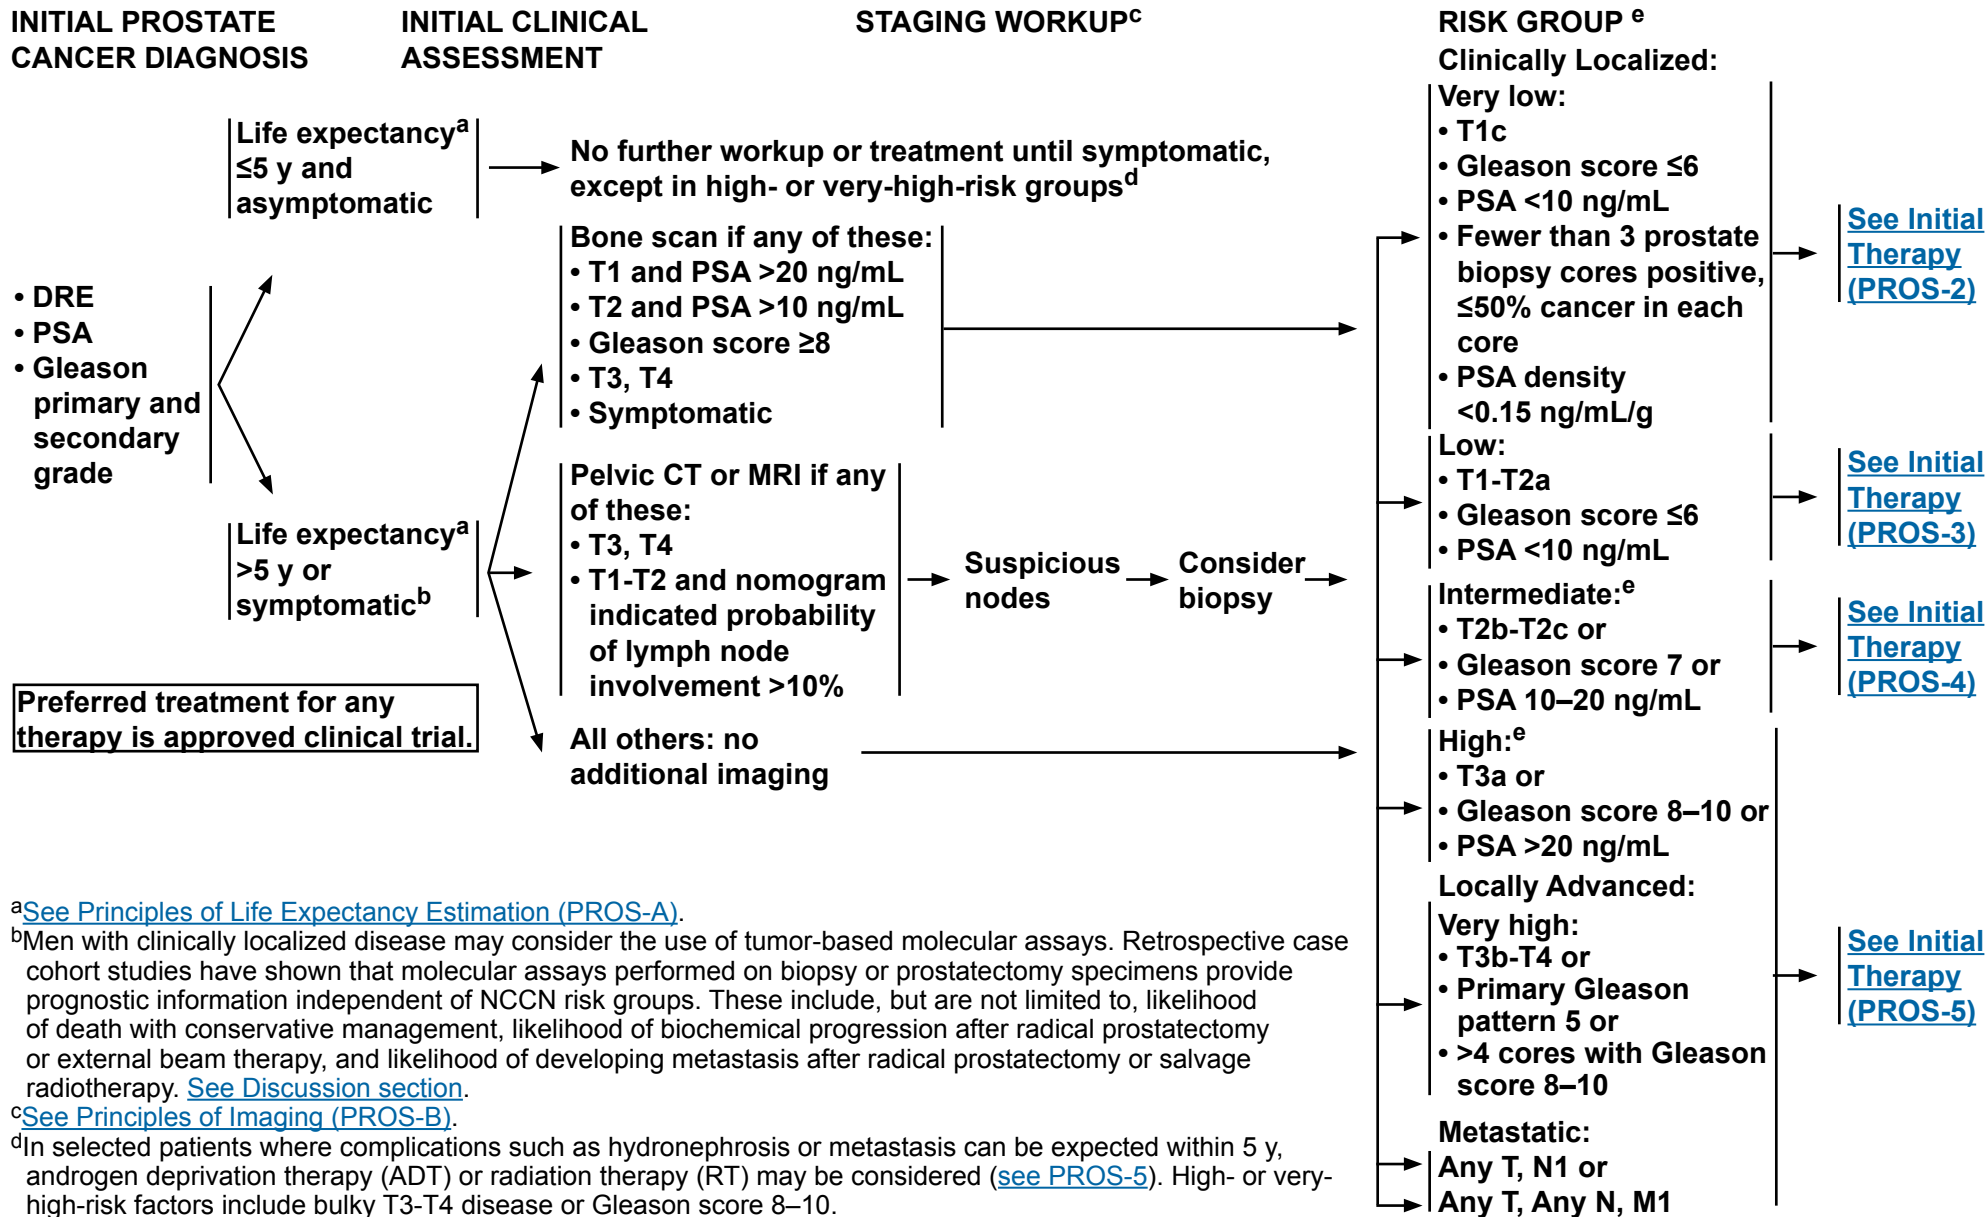 INITIAL PROSTATE
CANCER DIAGNOSIS
INITIAL CLINICAL
ASSESSMENT
STAGING WORKUPc
RISK GROUP e
Clinically Localized:
• DRE
• PSA
• Gleason
primary and
secondary
grade
Life expectancya
≤5 y and
asymptomatic
No further workup or treatment until symptomatic,
except in high- or very-high-risk groupsd
Life expectancya
>5 y or
symptomaticb
Preferred treatment for any
therapy is approved clinical trial.
Bone scan if any of these:
• T1 and PSA >20 ng/mL
• T2 and PSA >10 ng/mL
• Gleason score ≥8
• T3, T4
• Symptomatic
Pelvic CT or MRI if any
of these:
• T3, T4
• T1-T2 and nomogram
indicated probability
of lymph node
involvement >10%
Suspicious
nodes
Consider
biopsy
All others: no
additional imaging
Very low:
• T1c
• Gleason score ≤6
• PSA <10 ng/mL
• Fewer than 3 prostate
biopsy cores positive,
≤50% cancer in each
core
• PSA density
<0.15 ng/mL/g
See Initial
Therapy
(PROS-2)
Low:
• T1-T2a
• Gleason score ≤6
• PSA <10 ng/mL
See Initial
Therapy
(PROS-3)
Intermediate:e
• T2b-T2c or
• Gleason score 7 or
• PSA 10–20 ng/mL
See Initial
Therapy
(PROS-4)
High:e
• T3a or
• Gleason score 8–10 or
• PSA >20 ng/mL
Locally Advanced:
Very high:
• T3b-T4 or
• Primary Gleason
pattern 5 or
• >4 cores with Gleason
score 8–10
Metastatic:
Any T, N1 or
Any T, Any N, M1
See Initial
Therapy
(PROS-5)
aSee Principles of Life Expectancy Estimation (PROS-A).
bMen with clinically localized disease may consider the use of tumor-based molecular assays. Retrospective case
cohort studies have shown that molecular assays performed on biopsy or prostatectomy specimens provide
prognostic information independent of NCCN risk groups. These include, but are not limited to, likelihood
of death with conservative management, likelihood of biochemical progression after radical prostatectomy
or external beam therapy, and likelihood of developing metastasis after radical prostatectomy or salvage
radiotherapy. See Discussion section.
cSee Principles of Imaging (PROS-B).
dIn selected patients where complications such as hydronephrosis or metastasis can be expected within 5 y,
androgen deprivation therapy (ADT) or radiation therapy (RT) may be considered (see PROS-5). High- or very-
high-risk factors include bulky T3-T4 disease or Gleason score 8–10.